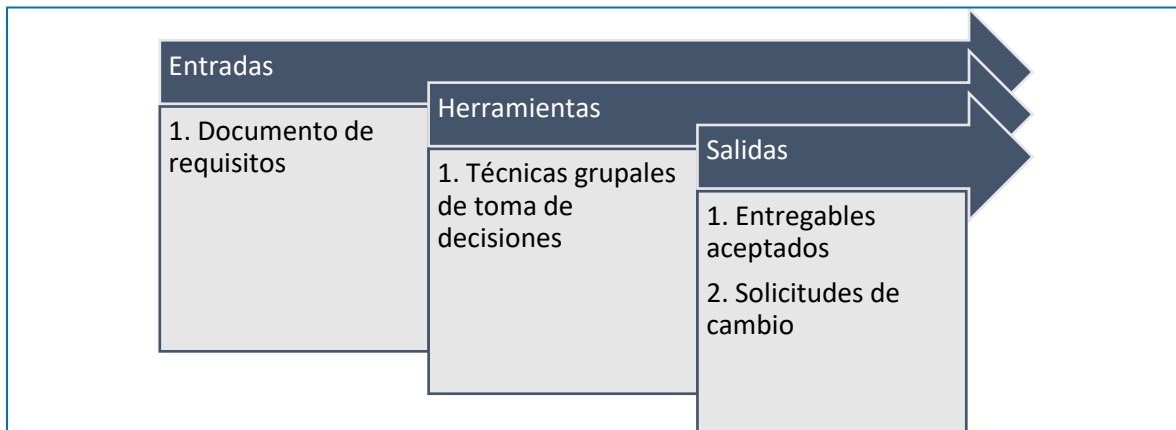 Entradas
1. Documento de
requisitos
Herramientas
1. Técnicas grupales
de toma de
decisiones
Salidas
1. Entregables
aceptados
2. Solicitudes de
cambio